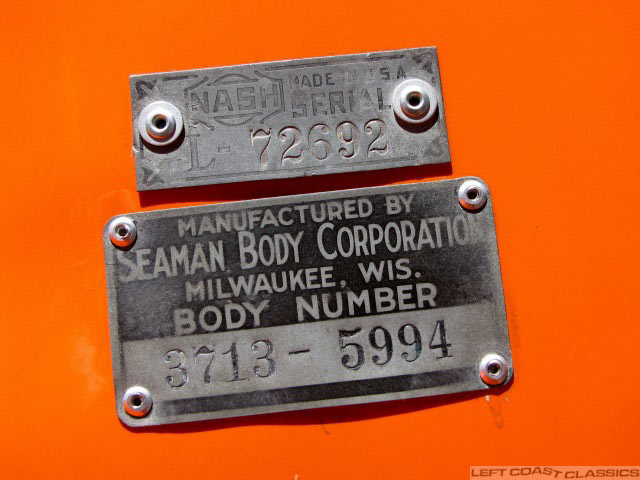 NASH
MADE IN U.S.A.
SERIAL
L- 72692
MANUFACTURED BY
SEAMAN BODY CORPORATION
MILWAUKEE, WIS.
BODY NUMBER
3713 - 5994
LEFT COAST CLASSICS